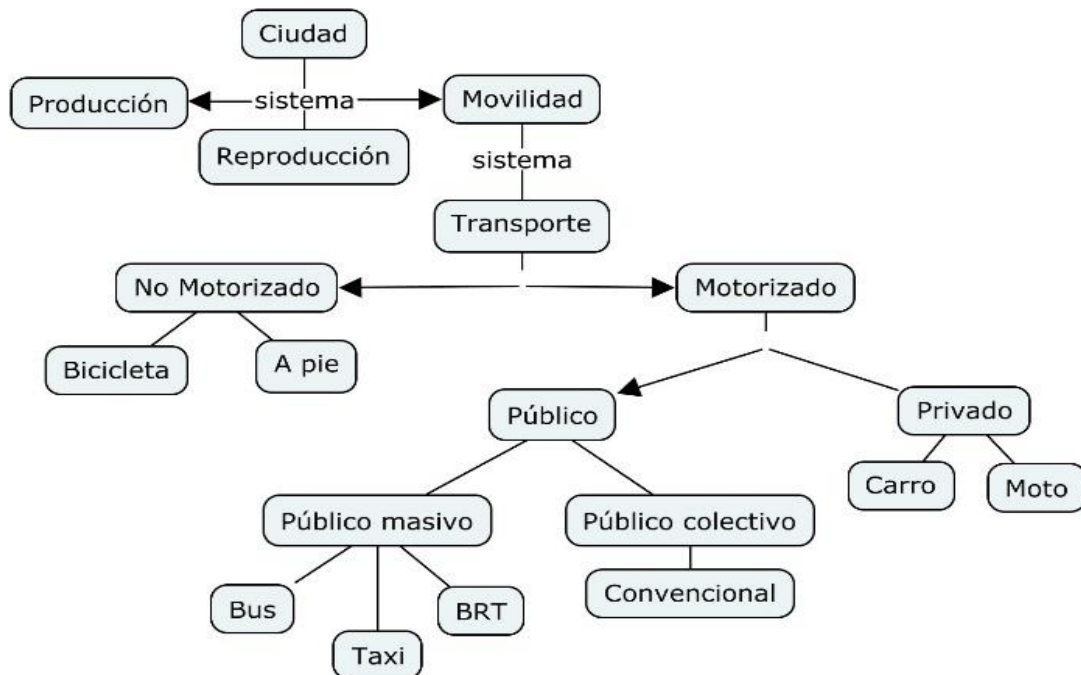 Ciudad
Producción
sistema
Movilidad
Reproducción
sistema
Transporte
No Motorizado
Motorizado
Bicicleta
A pie
Público
Privado
Carro
Moto
Público masivo
Público colectivo
Bus
BRT
Convencional
Taxi